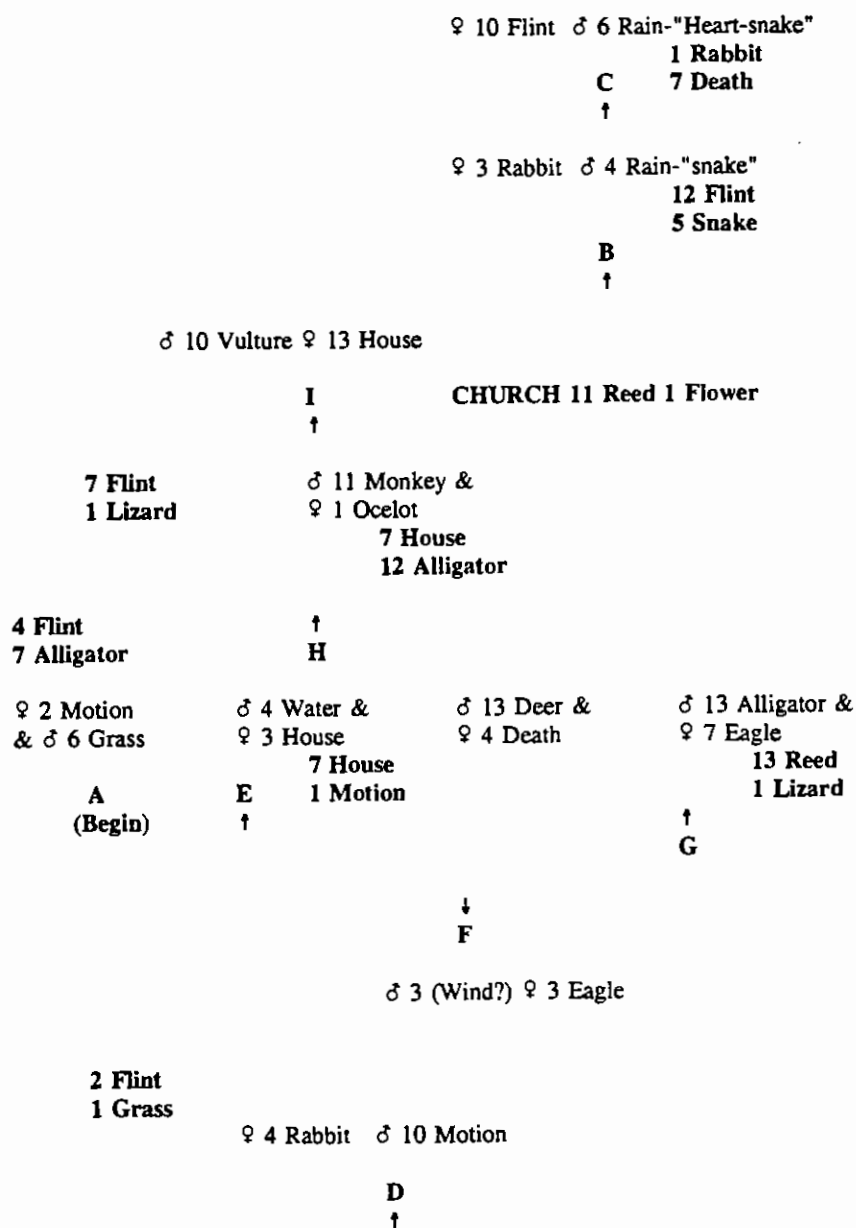 ♀ 10 Flint ♂ 6 Rain-"Heart-snake"
1 Rabbit
C 7 Death
↑
♀ 3 Rabbit ♂ 4 Rain-"snake"
12 Flint
5 Snake
B
↑
♂ 10 Vulture ♀ 13 House
I CHURCH 11 Reed 1 Flower
↑
7 Flint ♂ 11 Monkey &
1 Lizard ♀ 1 Ocelot
7 House
12 Alligator
4 Flint ↑
7 Alligator H
♀ 2 Motion ♂ 4 Water & ♂ 13 Deer & ♂ 13 Alligator &
& ♂ 6 Grass ♀ 3 House ♀ 4 Death ♀ 7 Eagle
7 House 13 Reed
A E 1 Motion 1 Lizard
(Begin) ↑ ↑
G
↓
F
♂ 3 (Wind?) ♀ 3 Eagle
2 Flint
1 Grass
♀ 4 Rabbit ♂ 10 Motion
D
↑